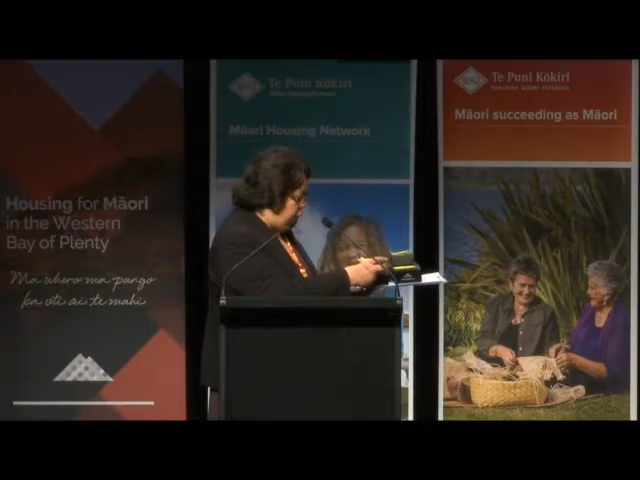 Housing for Māori
in the Western
Bay of Plenty
Ma whero ma pango
ka oti ai te mahi
Te Puni Kōkiri
Māori Housing Network
Te Puni Kōkiri
Māori succeeding as Māori